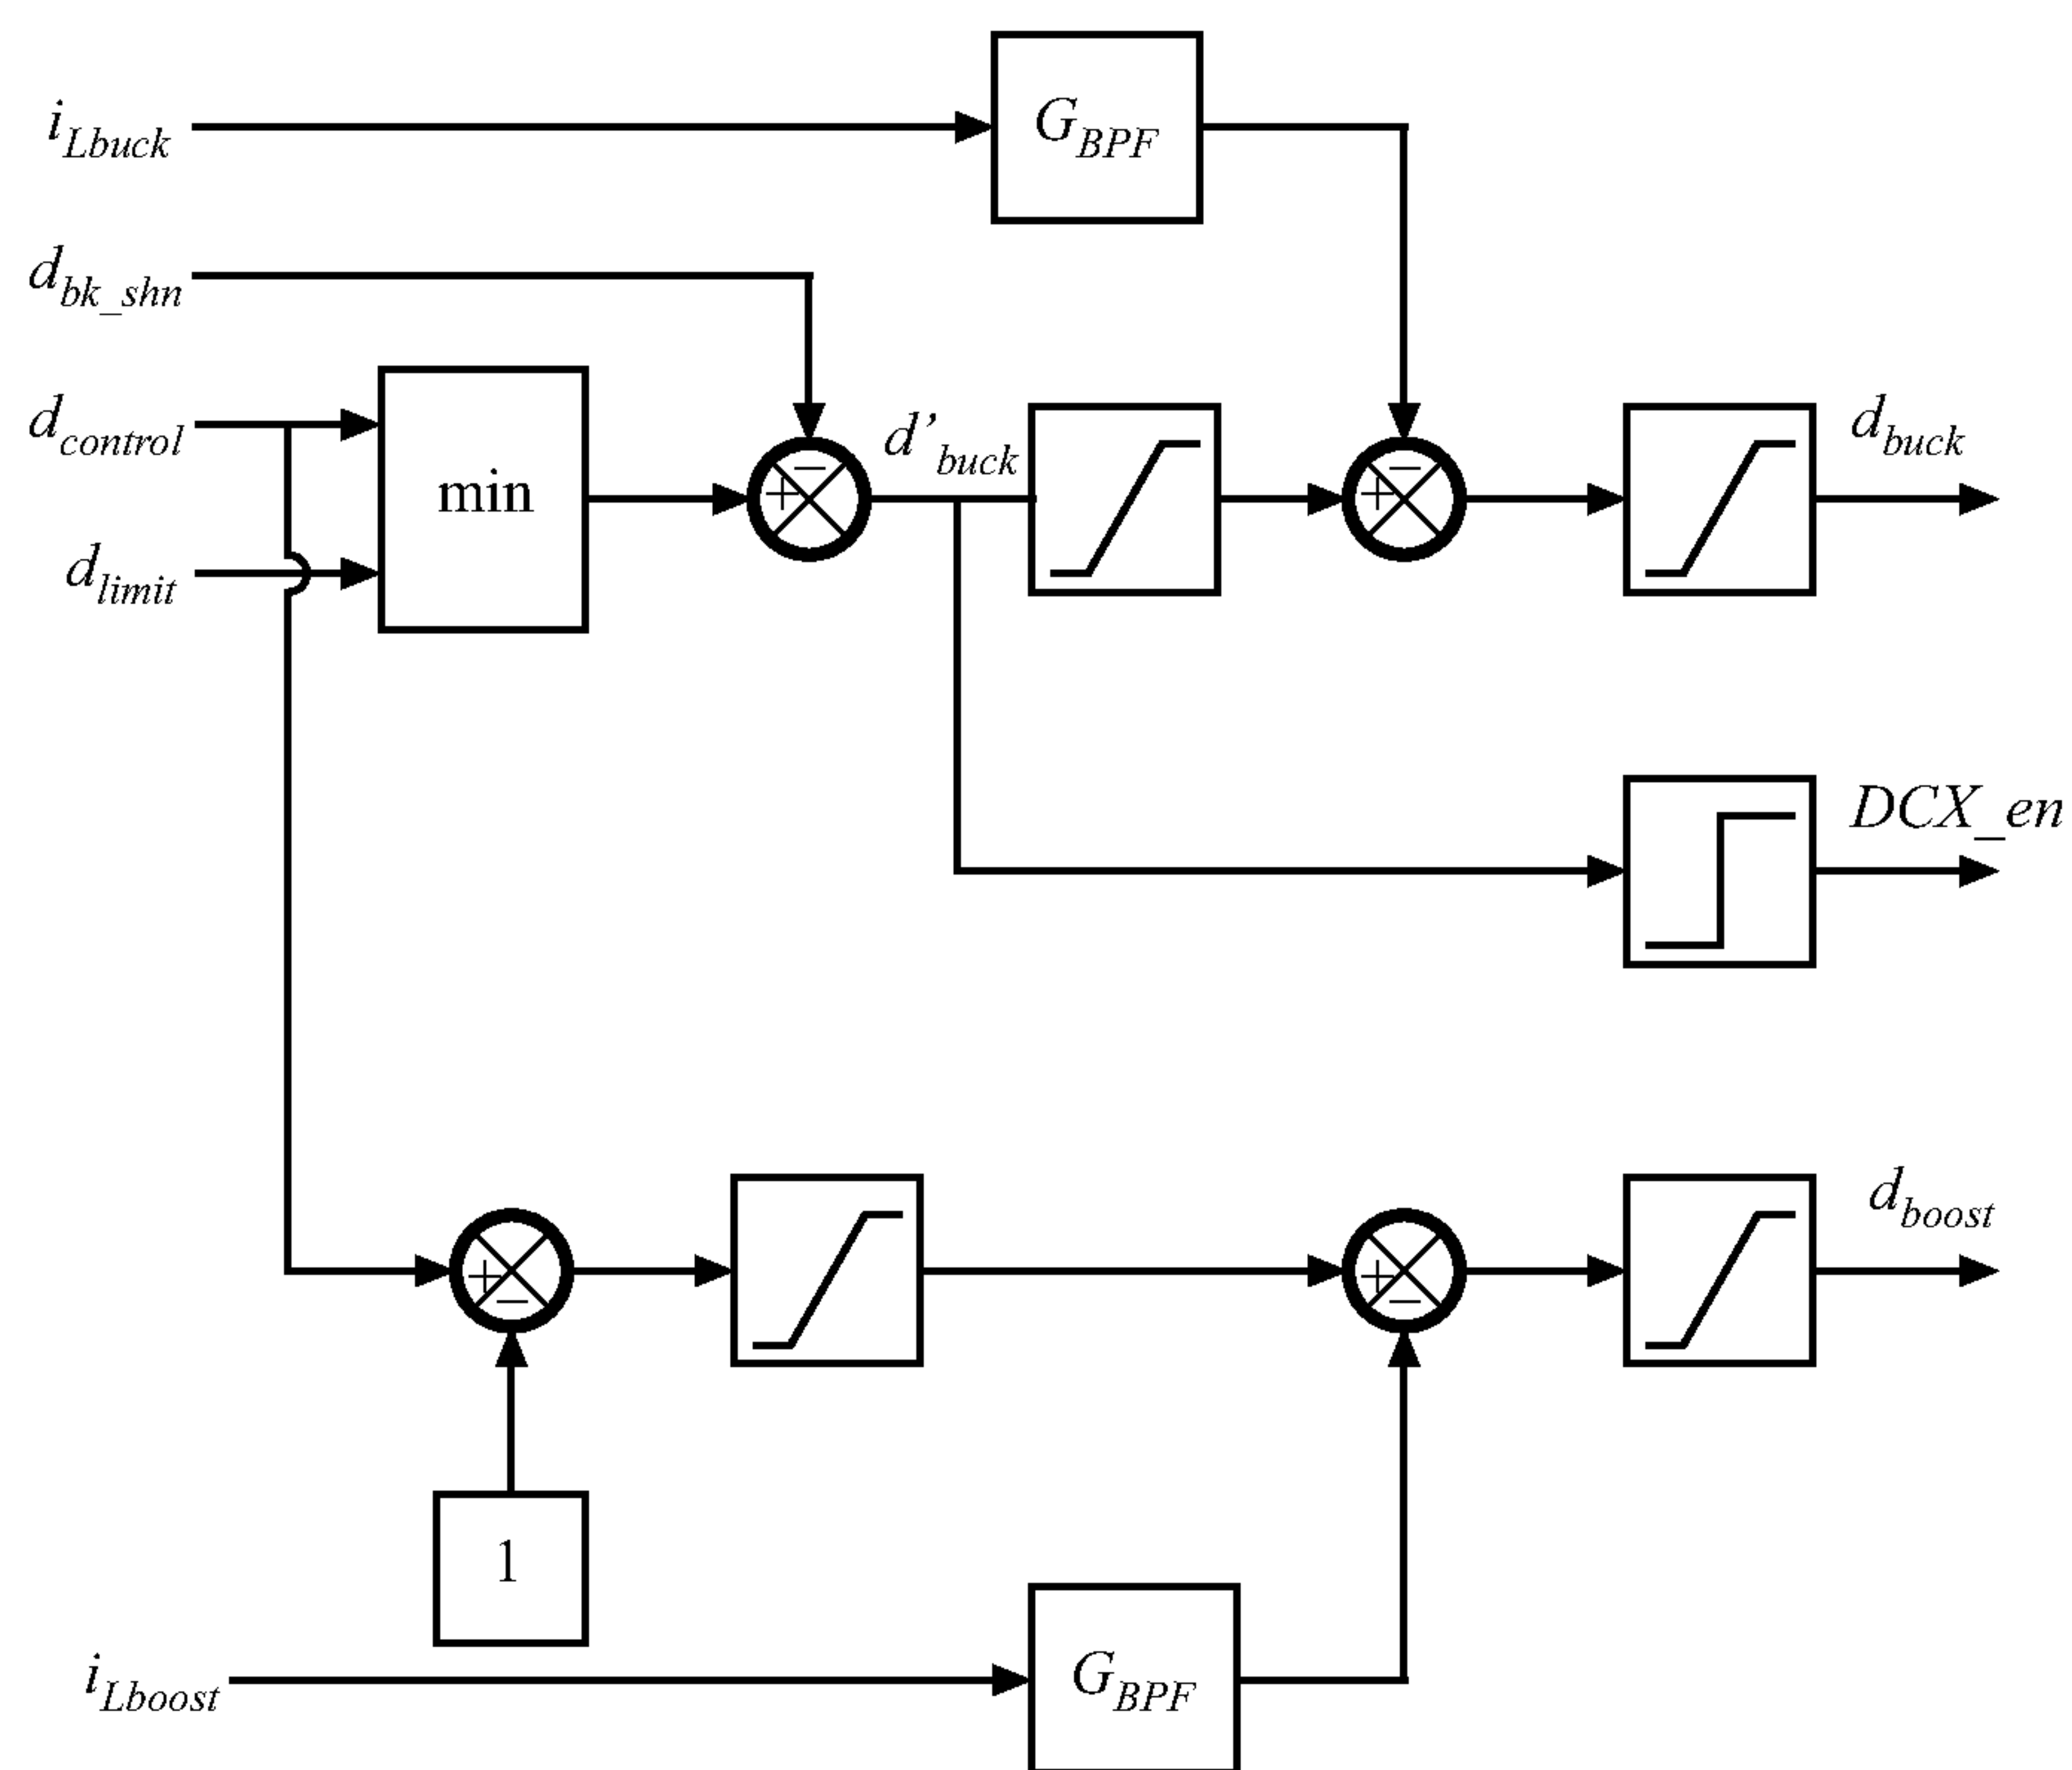 G_BPF
i_Lbuck
d_bk_shn
d_control
min
d'_buck
d_buck
d_limit
DCX_en
d_boost
1
i_Lboost
G_BPF